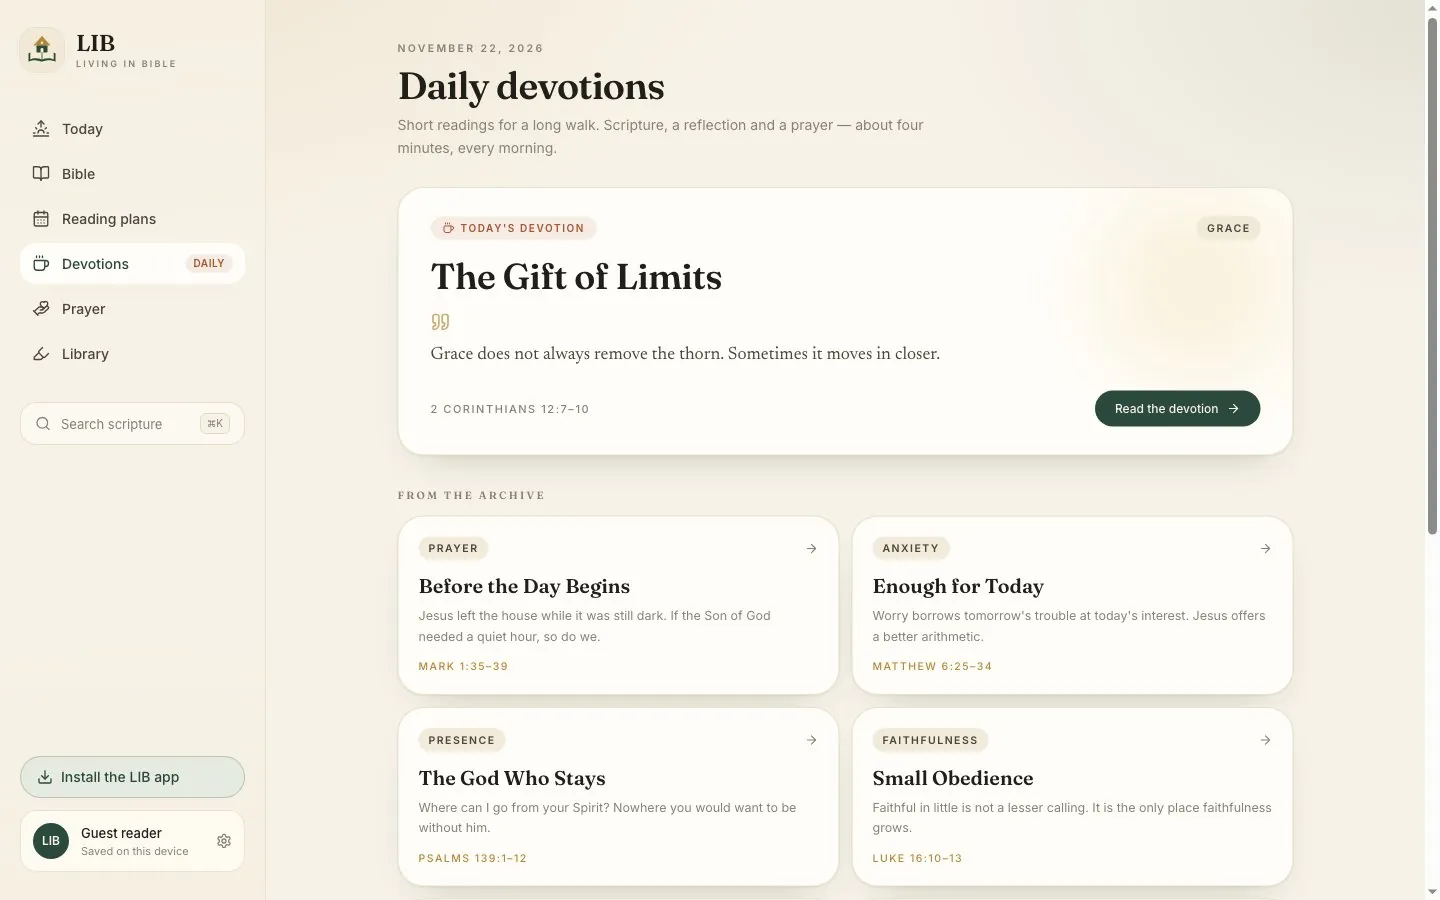 LIB
LIVING IN BIBLE
Today
Bible
Reading plans
Devotions
DAILY
Prayer
Library
Search scripture
⌘K
Install the LIB app
LIB
Guest reader
Saved on this device
NOVEMBER 22, 2026
Daily devotions
Short readings for a long walk. Scripture, a reflection and a prayer — about four
minutes, every morning.
TODAY'S DEVOTION
GRACE
The Gift of Limits
Grace does not always remove the thorn. Sometimes it moves in closer.
2 CORINTHIANS 12:7–10
Read the devotion
FROM THE ARCHIVE
PRAYER
Before the Day Begins
Jesus left the house while it was still dark. If the Son of God
needed a quiet hour, so do we.
MARK 1:35–39
ANXIETY
Enough for Today
Worry borrows tomorrow's trouble at today's interest. Jesus offers
a better arithmetic.
MATTHEW 6:25–34
PRESENCE
The God Who Stays
Where can I go from your Spirit? Nowhere you would want to be
without him.
PSALMS 139:1–12
FAITHFULNESS
Small Obedience
Faithful in little is not a lesser calling. It is the only place faithfulness
grows.
LUKE 16:10–13